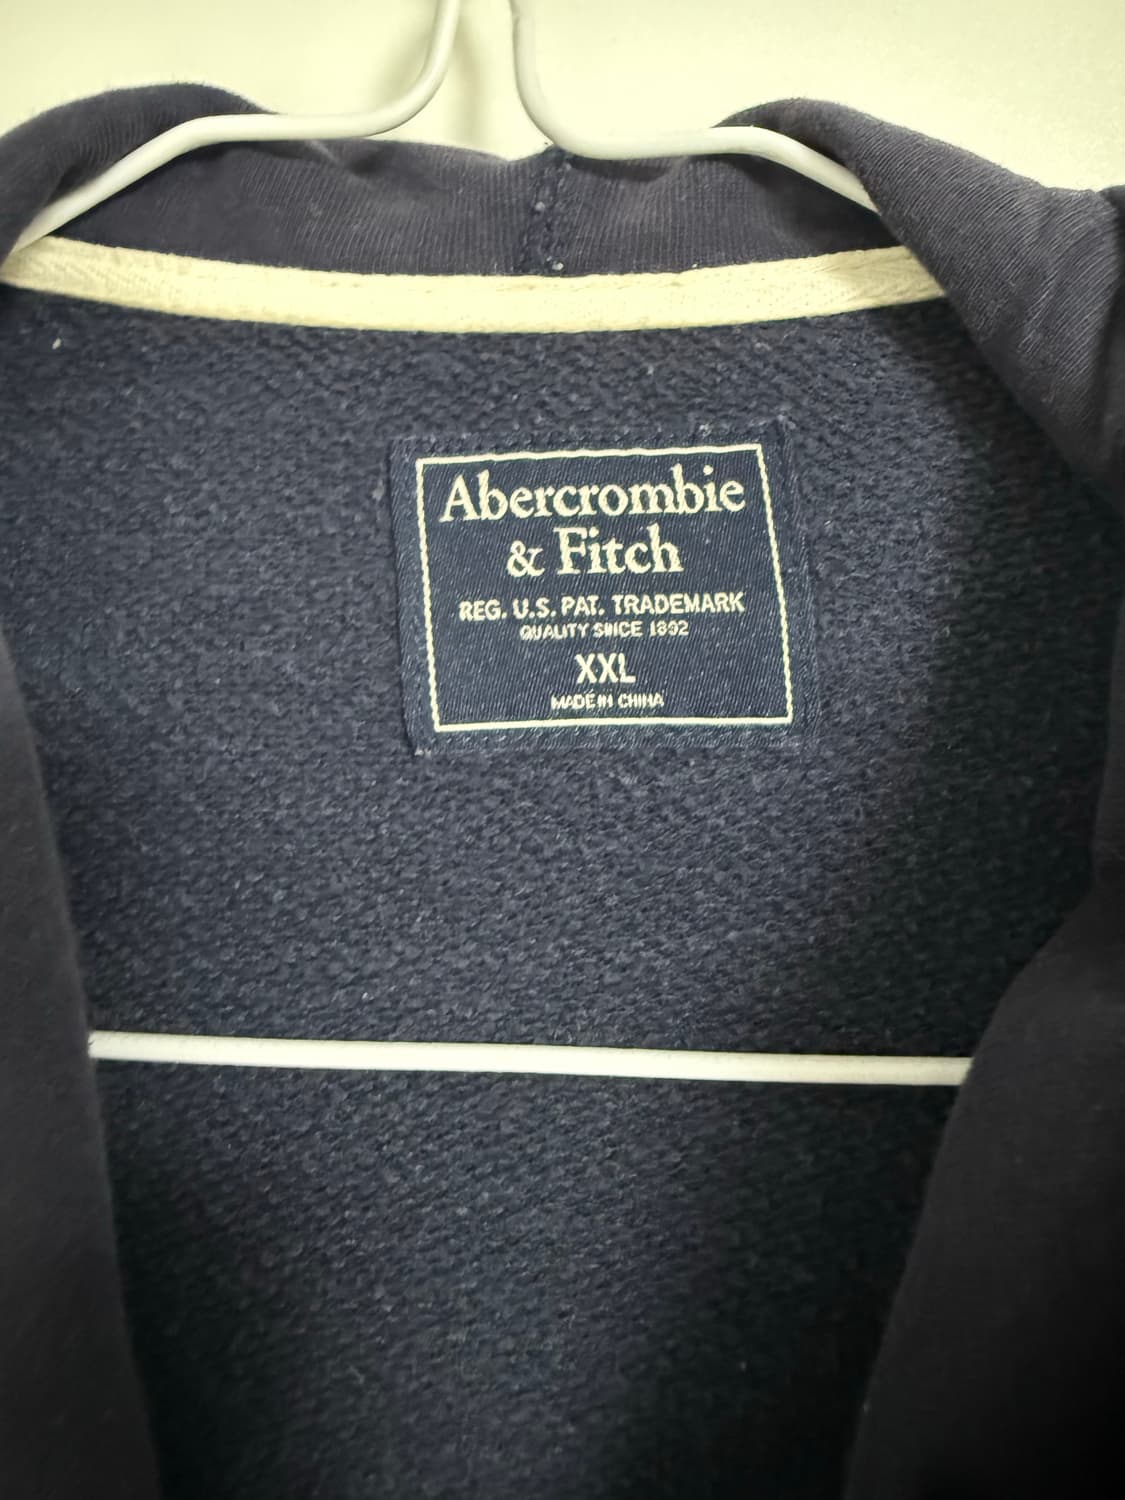 Abercrombie
& Fitch
REG. U.S. PAT. TRADEMARK
QUALITY SINCE 1892
XXL
MADE IN CHINA